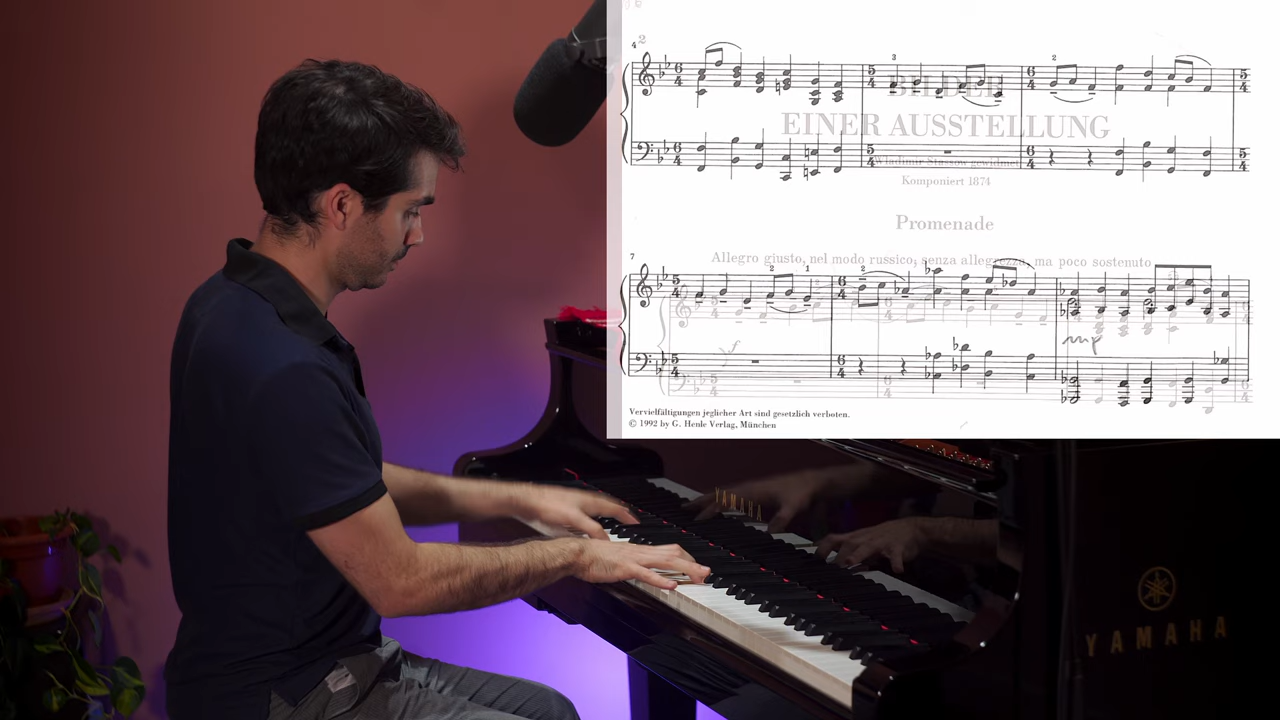 BILDER
EINER AUSSTELLUNG
Wladimir Stassow gewidmet
Komponiert 1874
Promenade
Allegro giusto, nel modo russico, senza allegrezza, ma poco sostenuto
f
mp
Vervielfältigungen jeglicher Art sind gesetzlich verboten.
© 1992 by G. Henle Verlag, München
YAMAHA
YAMAHA